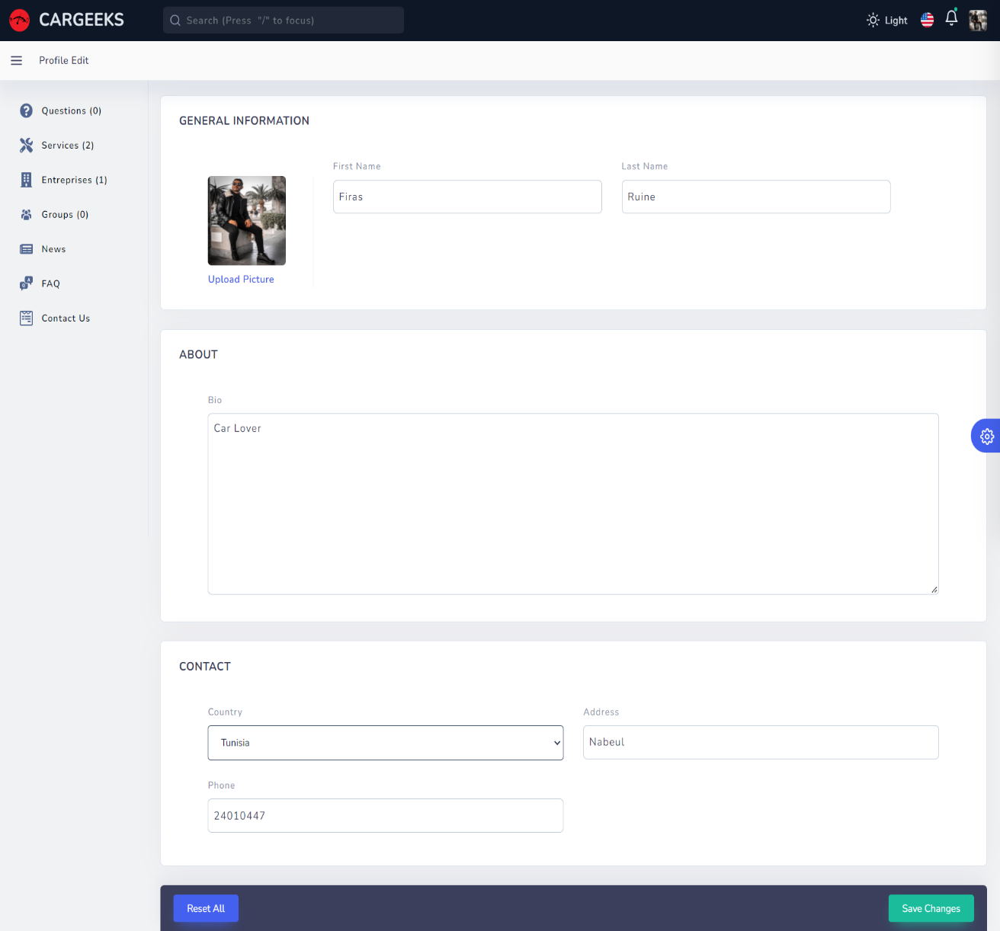 CARGEEKS
Search (Press "/" to focus)
Light
Profile Edit
Questions (0)
Services (2)
Entreprises (1)
Groups (0)
News
FAQ
Contact Us
GENERAL INFORMATION
First Name
Last Name
Firas
Ruine
Upload Picture
ABOUT
Bio
Car Lover
CONTACT
Country
Address
Tunisia
Nabeul
Phone
24010447
Reset All
Save Changes